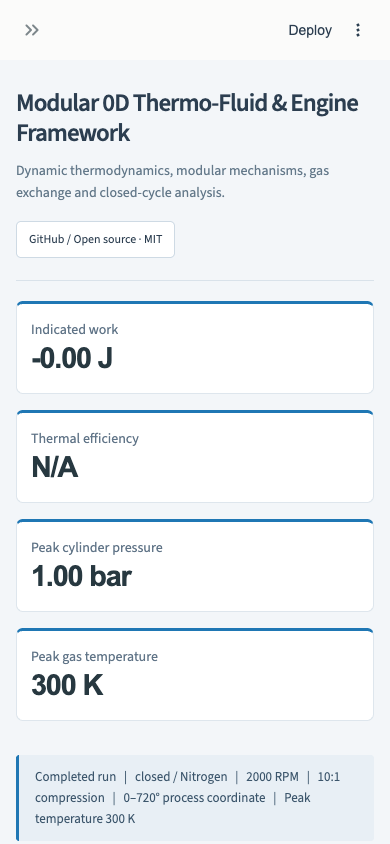 Deploy
Modular 0D Thermo-Fluid & Engine
Framework
Dynamic thermodynamics, modular mechanisms, gas
exchange and closed-cycle analysis.
GitHub / Open source · MIT
Indicated work
-0.00 J
Thermal efficiency
N/A
Peak cylinder pressure
1.00 bar
Peak gas temperature
300 K
Completed run | closed / Nitrogen | 2000 RPM | 10:1
compression | 0–720° process coordinate | Peak
temperature 300 K